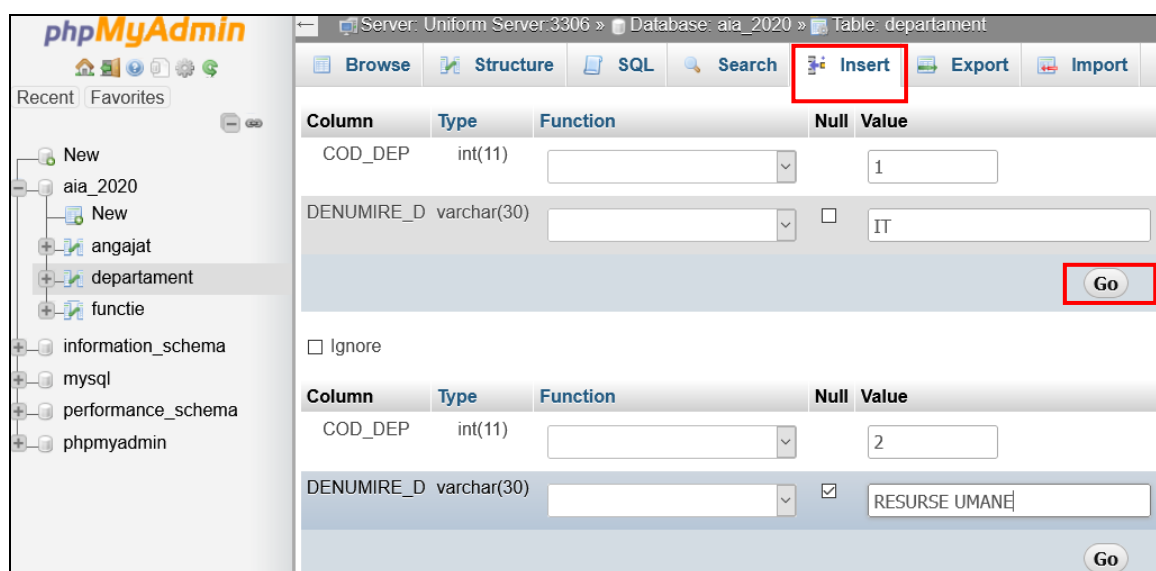 phpMyAdmin
Recent Favorites
New
aia_2020
New
angajat
departament
functie
information_schema
mysql
performance_schema
phpmyadmin
Server: Uniform Server:3306 » Database: aia_2020 » Table: departament
Browse Structure SQL Search Insert Export Import
Column Type Function Null Value
COD_DEP int(11) 1
DENUMIRE_D varchar(30) IT
Go
Ignore
Column Type Function Null Value
COD_DEP int(11) 2
DENUMIRE_D varchar(30) RESURSE UMANE
Go